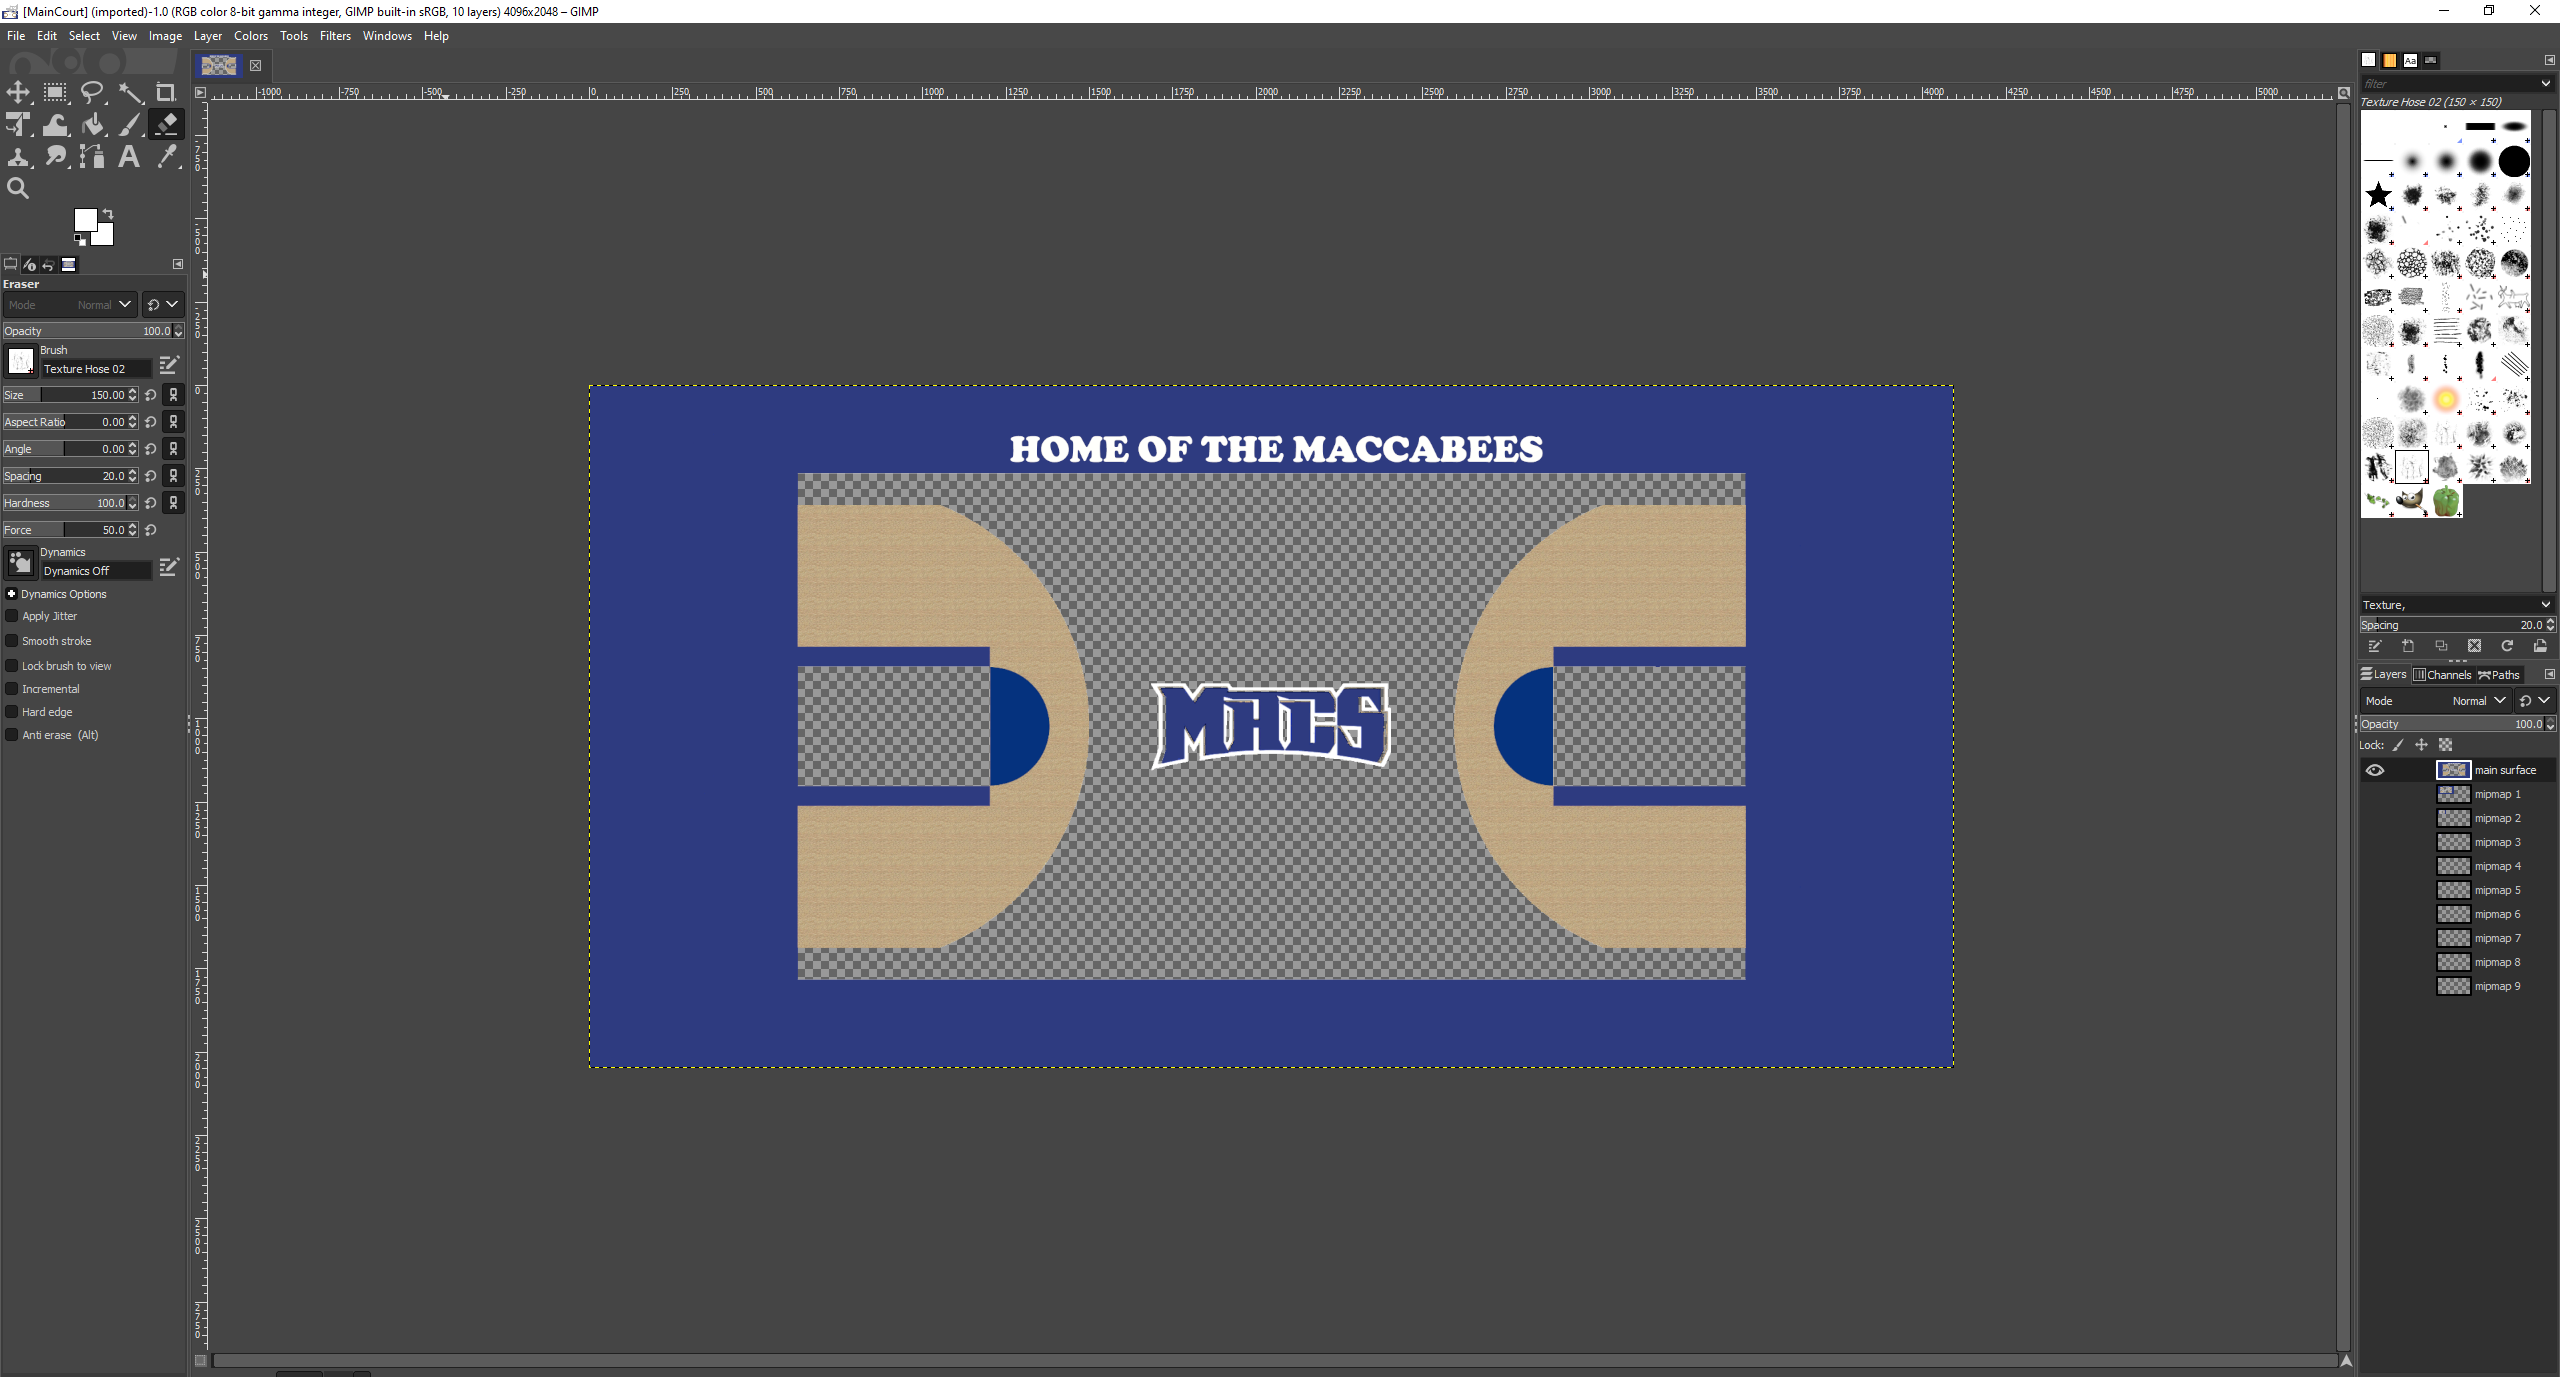 [MainCourt] (imported)-1.0 (RGB color 8-bit gamma integer, GIMP built-in sRGB, 10 layers) 4096x2048 – GIMP
File Edit Select View Image Layer Colors Tools Filters Windows Help
-1000 -750 -500 -250 0 250 500 750 1000 1250 1500 1750 2000 2250 2500 2750 3000 3250 3500 3750 4000 4250 4500 4750 5000
filter
Texture Hose 02 (150 × 150)
Eraser
Mode Normal
Opacity 100.0
Brush
Texture Hose 02
Size 150.00
Aspect Ratio 0.00
Angle 0.00
Spacing 20.0
Hardness 100.0
Force 50.0
Dynamics
Dynamics Off
Dynamics Options
Apply Jitter
Smooth stroke
Lock brush to view
Incremental
Hard edge
Anti erase (Alt)
HOME OF THE MACCABEES
MACS
Texture,
Spacing 20.0
Layers Channels Paths
Mode Normal
Opacity 100.0
Lock:
main surface
mipmap 1
mipmap 2
mipmap 3
mipmap 4
mipmap 5
mipmap 6
mipmap 7
mipmap 8
mipmap 9